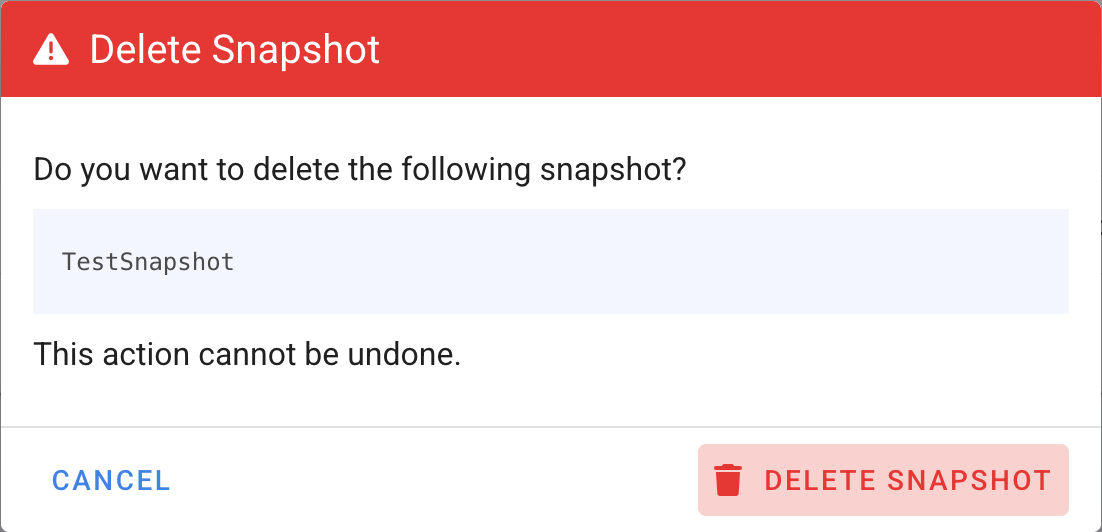 Delete Snapshot
Do you want to delete the following snapshot?
TestSnapshot
This action cannot be undone.
CANCEL
DELETE SNAPSHOT